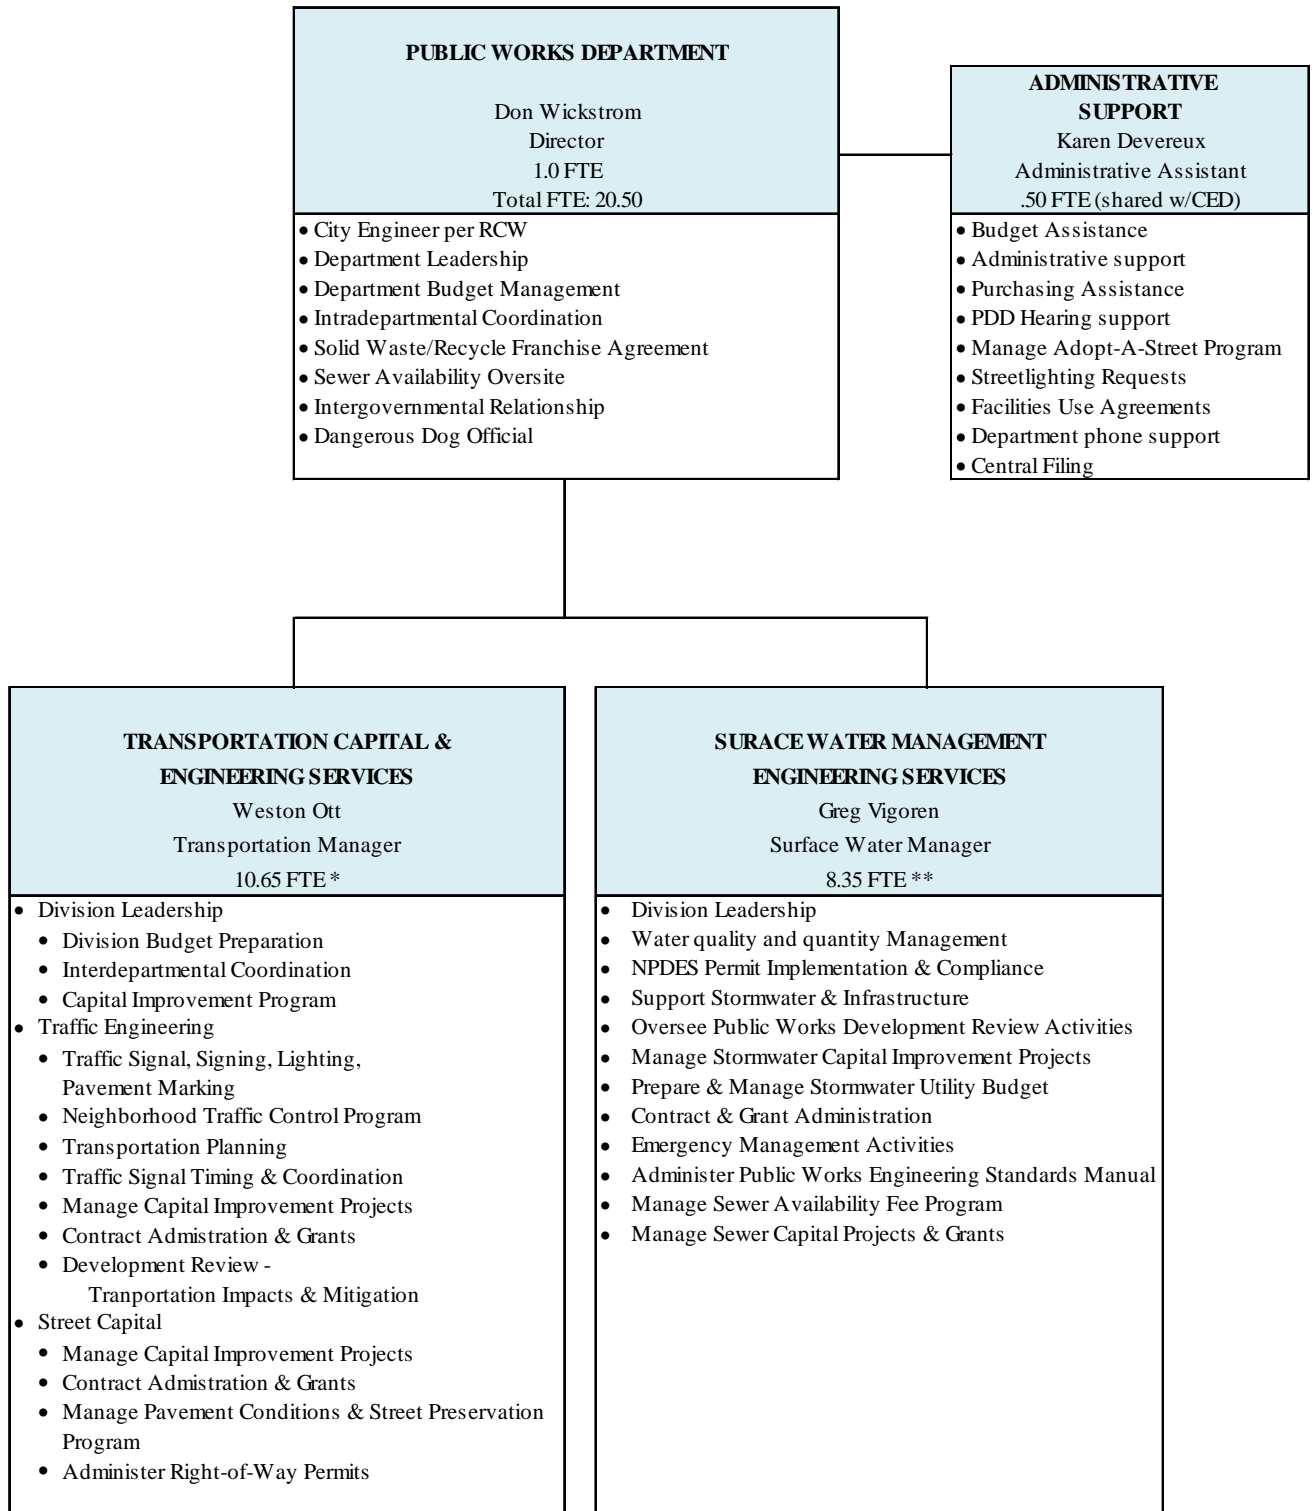 PUBLIC WORKS DEPARTMENT
Don Wickstrom
Director
1.0 FTE
Total FTE: 20.50
• City Engineer per RCW
• Department Leadership
• Department Budget Management
• Intradepartmental Coordination
• Solid Waste/Recycle Franchise Agreement
• Sewer Availability Oversite
• Intergovernmental Relationship
• Dangerous Dog Official
ADMINISTRATIVE
SUPPORT
Karen Devereux
Administrative Assistant
.50 FTE (shared w/CED)
• Budget Assistance
• Administrative support
• Purchasing Assistance
• PDD Hearing support
• Manage Adopt-A-Street Program
• Streetlighting Requests
• Facilities Use Agreements
• Department phone support
• Central Filing
TRANSPORTATION CAPITAL &
ENGINEERING SERVICES
Weston Ott
Transportation Manager
10.65 FTE *
• Division Leadership
• Division Budget Preparation
• Interdepartmental Coordination
• Capital Improvement Program
• Traffic Engineering
• Traffic Signal, Signing, Lighting,
Pavement Marking
• Neighborhood Traffic Control Program
• Transportation Planning
• Traffic Signal Timing & Coordination
• Manage Capital Improvement Projects
• Contract Admistration & Grants
• Development Review -
Tranportation Impacts & Mitigation
• Street Capital
• Manage Capital Improvement Projects
• Contract Admistration & Grants
• Manage Pavement Conditions & Street Preservation
Program
• Administer Right-of-Way Permits
SURACE WATER MANAGEMENT
ENGINEERING SERVICES
Greg Vigoren
Surface Water Manager
8.35 FTE **
• Division Leadership
• Water quality and quantity Management
• NPDES Permit Implementation & Compliance
• Support Stormwater & Infrastructure
• Oversee Public Works Development Review Activities
• Manage Stormwater Capital Improvement Projects
• Prepare & Manage Stormwater Utility Budget
• Contract & Grant Administration
• Emergency Management Activities
• Administer Public Works Engineering Standards Manual
• Manage Sewer Availability Fee Program
• Manage Sewer Capital Projects & Grants